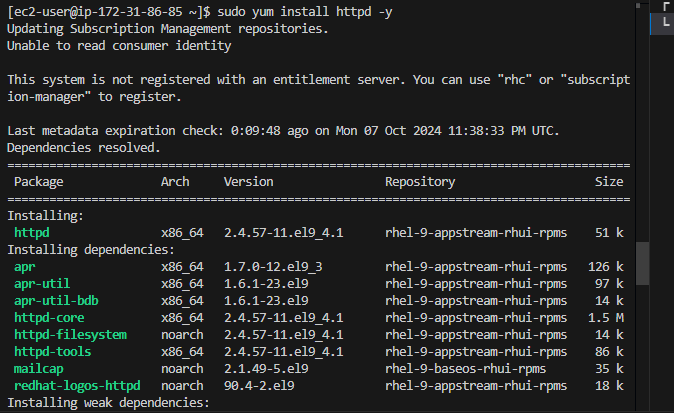 [ec2-user@ip-172-31-86-85 ~]$ sudo yum install httpd -y
Updating Subscription Management repositories.
Unable to read consumer identity
This system is not registered with an entitlement server. You can use "rhc" or "subscript
ion-manager" to register.
Last metadata expiration check: 0:09:48 ago on Mon 07 Oct 2024 11:38:33 PM UTC.
Dependencies resolved.
================================================================================
Package Arch Version Repository Size
================================================================================
Installing:
httpd x86_64 2.4.57-11.el9_4.1 rhel-9-appstream-rhui-rpms 51 k
Installing dependencies:
apr x86_64 1.7.0-12.el9_3 rhel-9-appstream-rhui-rpms 126 k
apr-util x86_64 1.6.1-23.el9 rhel-9-appstream-rhui-rpms 97 k
apr-util-bdb x86_64 1.6.1-23.el9 rhel-9-appstream-rhui-rpms 14 k
httpd-core x86_64 2.4.57-11.el9_4.1 rhel-9-appstream-rhui-rpms 1.5 M
httpd-filesystem noarch 2.4.57-11.el9_4.1 rhel-9-appstream-rhui-rpms 14 k
httpd-tools x86_64 2.4.57-11.el9_4.1 rhel-9-appstream-rhui-rpms 86 k
mailcap noarch 2.1.49-5.el9 rhel-9-baseos-rhui-rpms 35 k
redhat-logos-httpd noarch 90.4-2.el9 rhel-9-appstream-rhui-rpms 18 k
Installing weak dependencies: